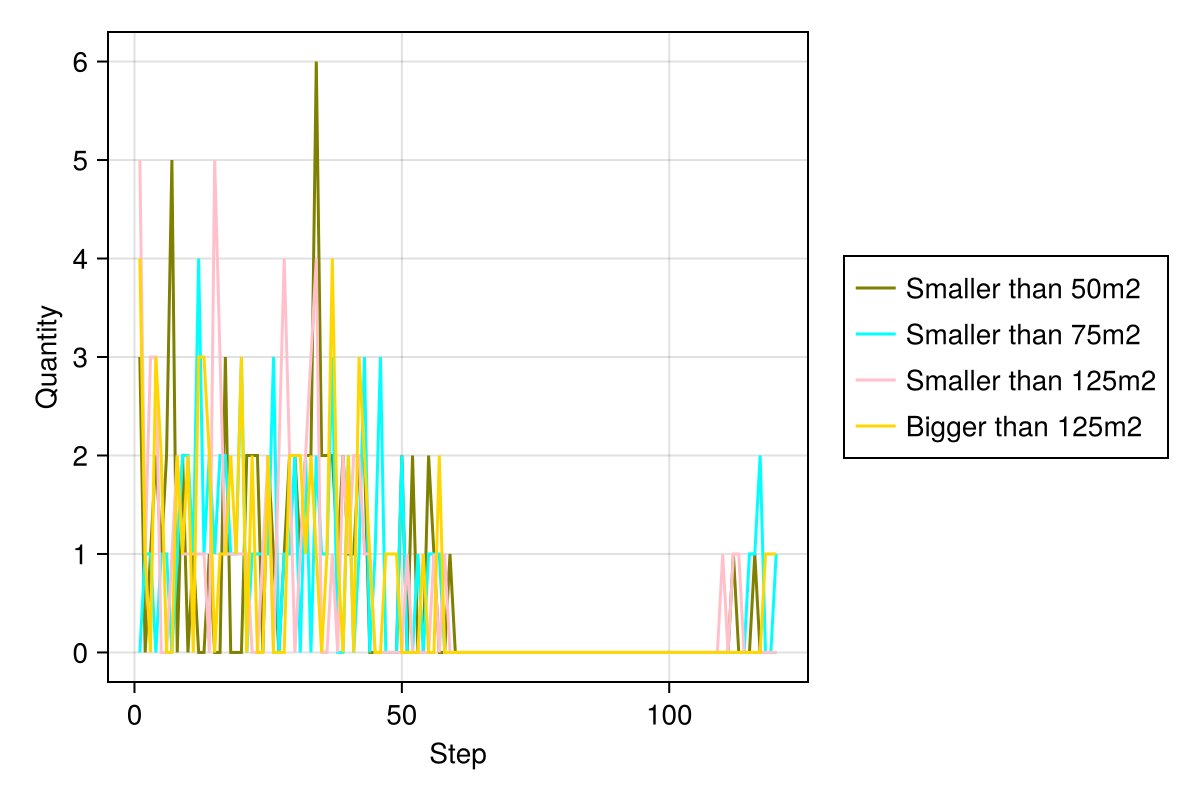 6
5
4
3
2
1
0
Quantity
0 50 100
Step
Smaller than 50m2
Smaller than 75m2
Smaller than 125m2
Bigger than 125m2